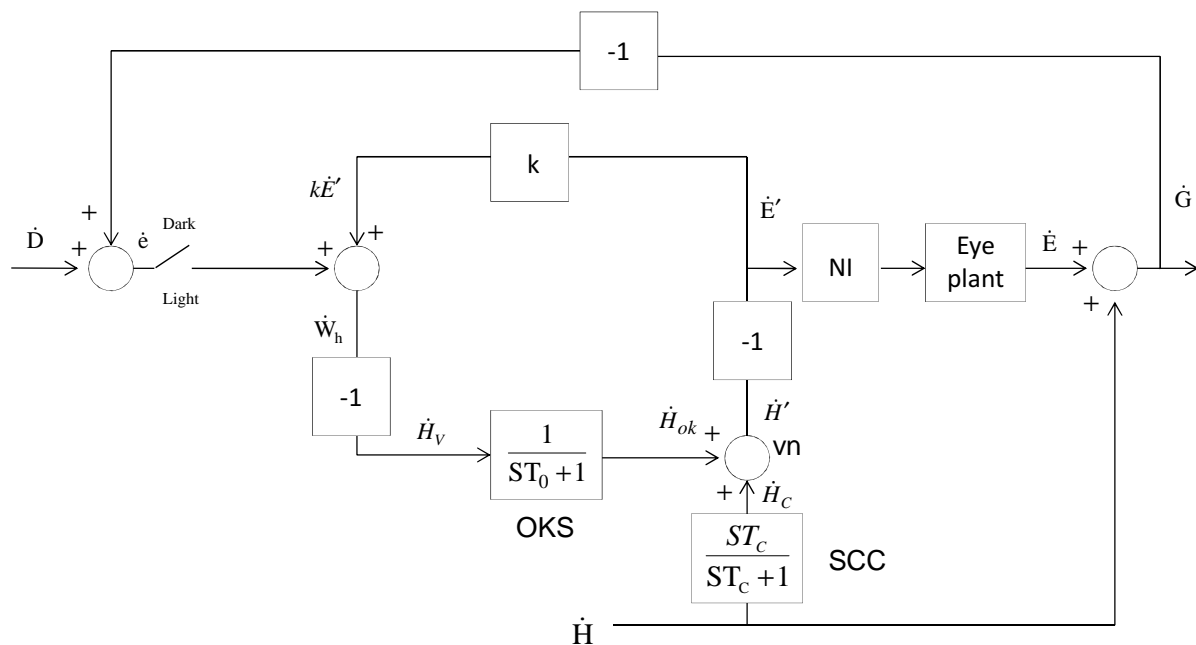 -1
k
kĖ′
Ė′
Ġ
+
Ḋ
+
ė
Dark
+
+
NI
Eye
plant
Ė
+
Light
+
Ẇh
-1
-1
Ḣ′
ḢV
1
ST0 +1
Ḣok
+
vn
+
ḢC
OKS
STC
STC +1
SCC
Ḣ